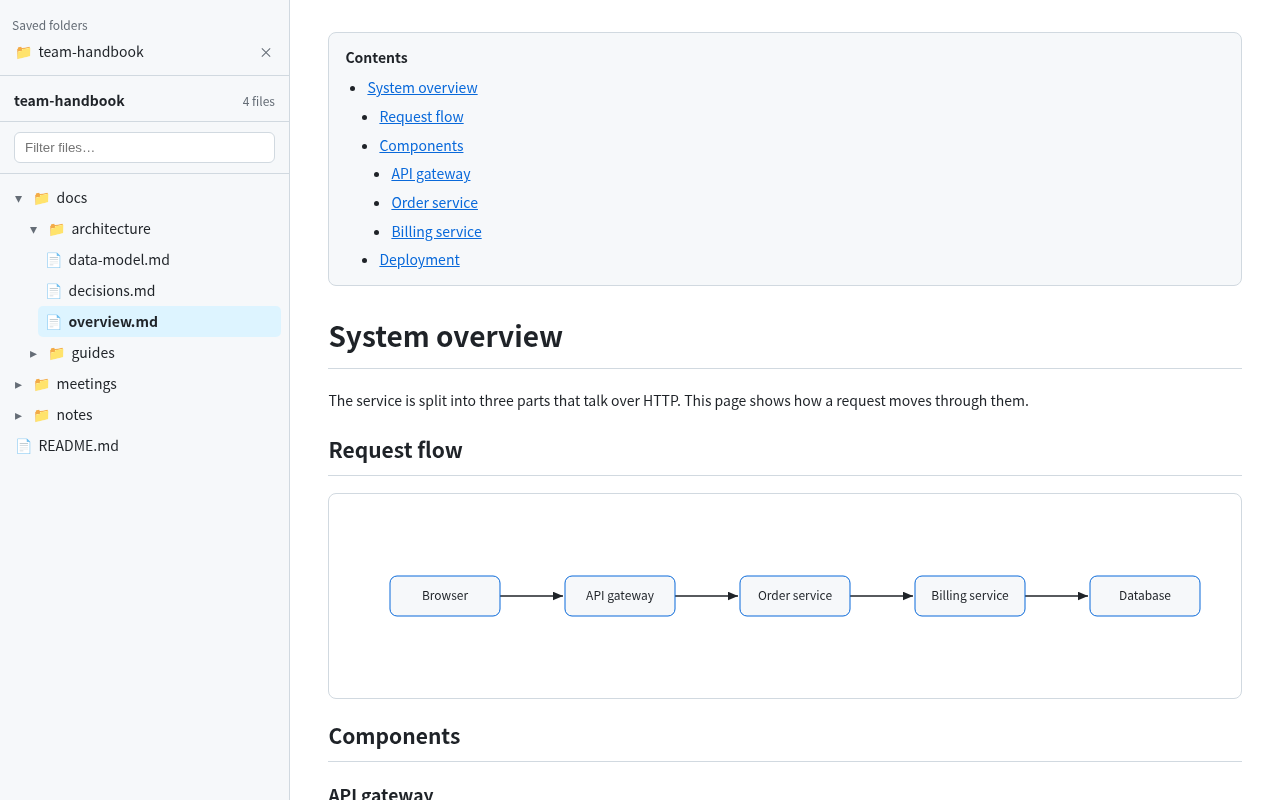 Saved folders
team-handbook
team-handbook
4 files
Filter files…
docs
architecture
data-model.md
decisions.md
overview.md
guides
meetings
notes
README.md
Contents
System overview
Request flow
Components
API gateway
Order service
Billing service
Deployment
System overview
The service is split into three parts that talk over HTTP. This page shows how a request moves through them.
Request flow
Browser
API gateway
Order service
Billing service
Database
Components
API gateway